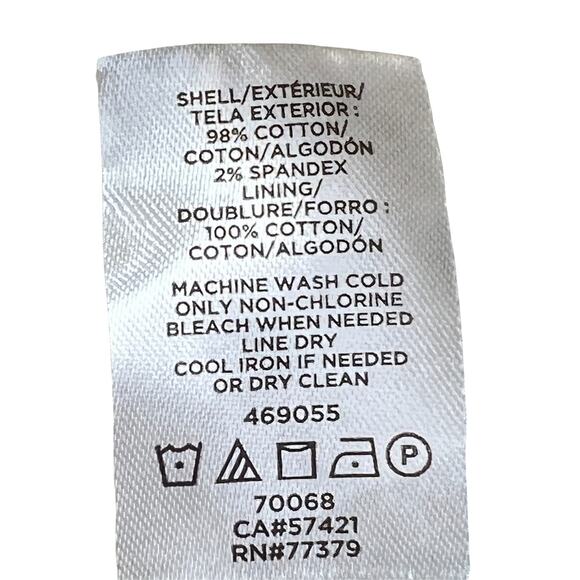 SHELL/EXTÉRIEUR/
TELA EXTERIOR:
98% COTTON/
COTON/ALGODÓN
2% SPANDEX
LINING/
DOUBLURE/FORRO:
100% COTTON/
COTON/ALGODÓN
MACHINE WASH COLD
ONLY NON-CHLORINE
BLEACH WHEN NEEDED
LINE DRY
COOL IRON IF NEEDED
OR DRY CLEAN
469055
P
70068
CA#57421
RN#77379